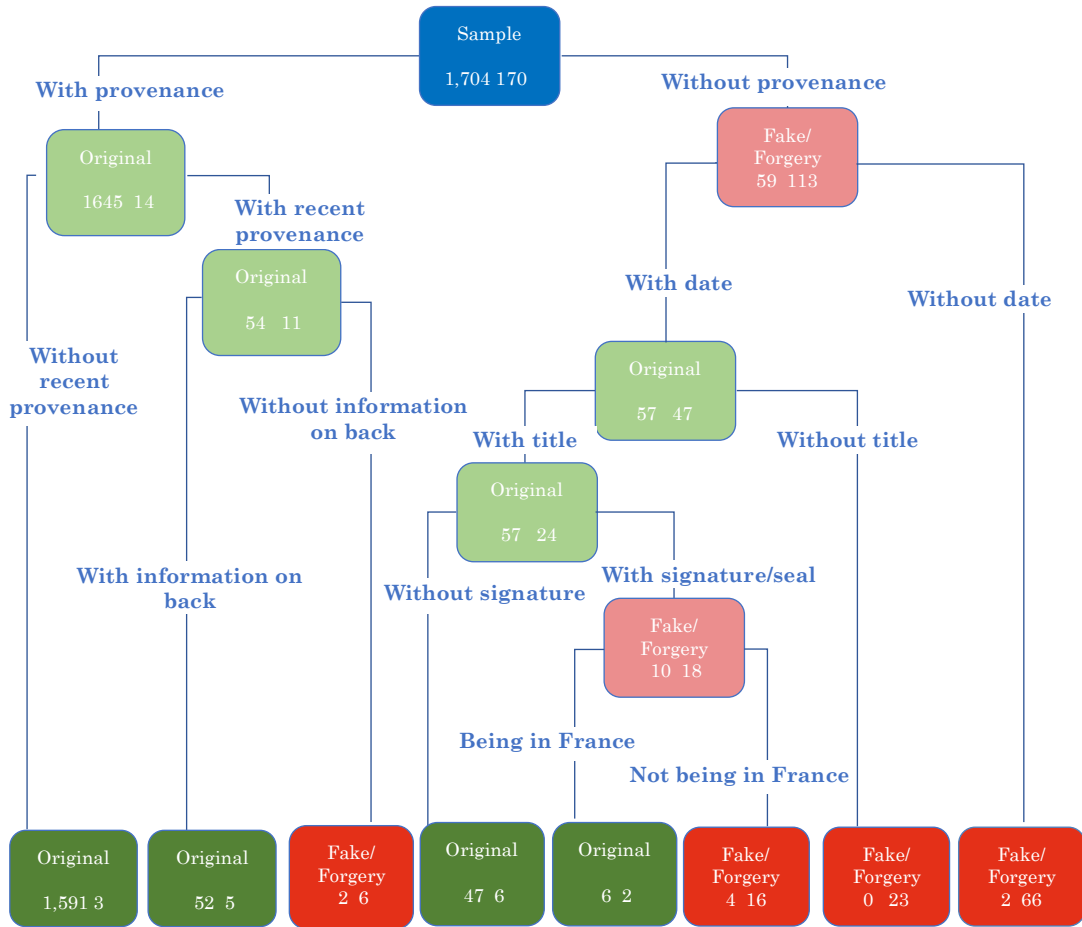 Sample
1,704 170
With provenance
Without provenance
Original
1645 14
Fake/
Forgery
59 113
With recent
provenance
Original
54 11
With date
Without date
Without
recent
provenance
Original
57 47
Without information
on back
With title
Without title
Original
57 24
With information on
back
Without signature
With signature/seal
Fake/
Forgery
10 18
Being in France
Not being in France
Original
1,591 3
Original
52 5
Fake/
Forgery
2 6
Original
47 6
Original
6 2
Fake/
Forgery
4 16
Fake/
Forgery
0 23
Fake/
Forgery
2 66